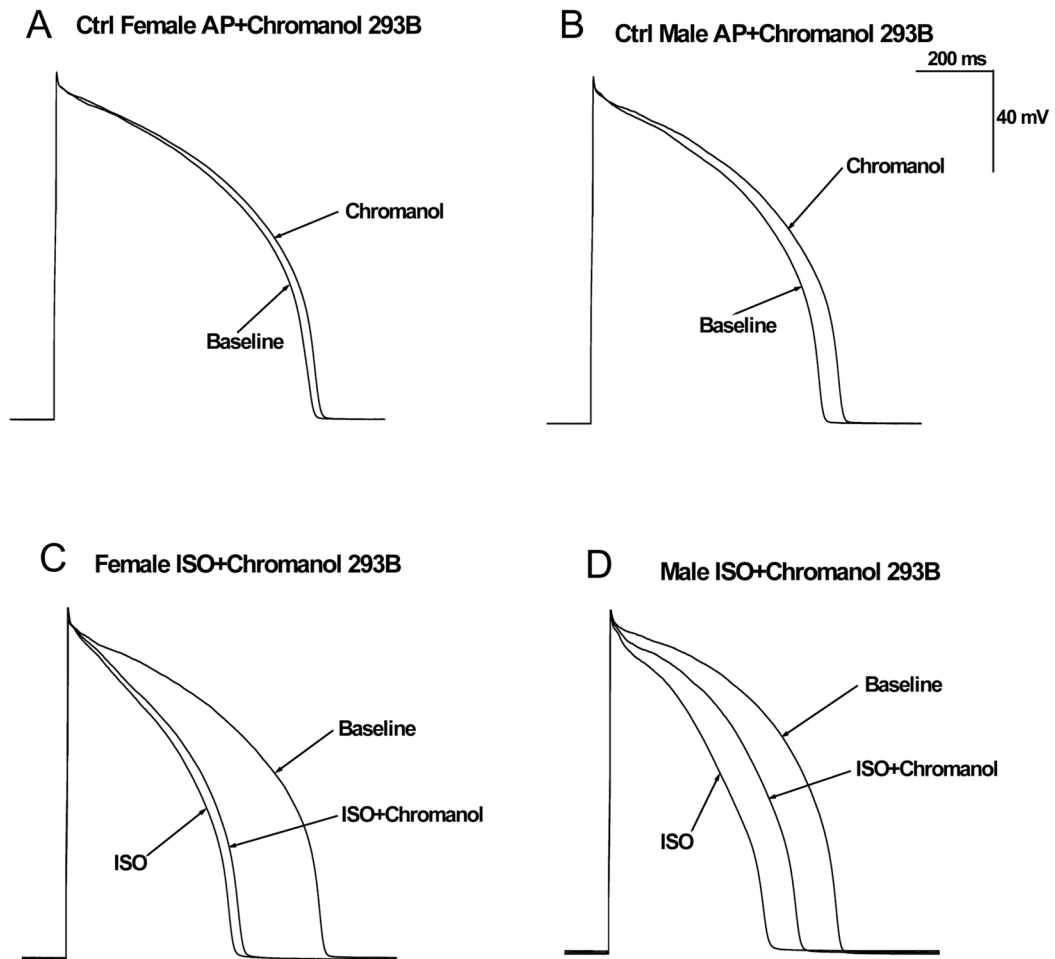 A Ctrl Female AP+Chromanol 293B
Chromanol
Baseline
B Ctrl Male AP+Chromanol 293B
200 ms
40 mV
Chromanol
Baseline
C Female ISO+Chromanol 293B
Baseline
ISO+Chromanol
ISO
D Male ISO+Chromanol 293B
Baseline
ISO+Chromanol
ISO